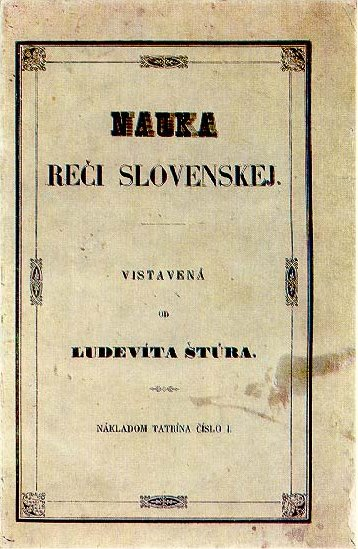 NAUKA
REČI SLOVENSKEJ.
VISTAVENÁ
OD
LUDEVÍTA ŠTÚRA.
NÁKLADOM TATRÍNA ČÍSLO I.